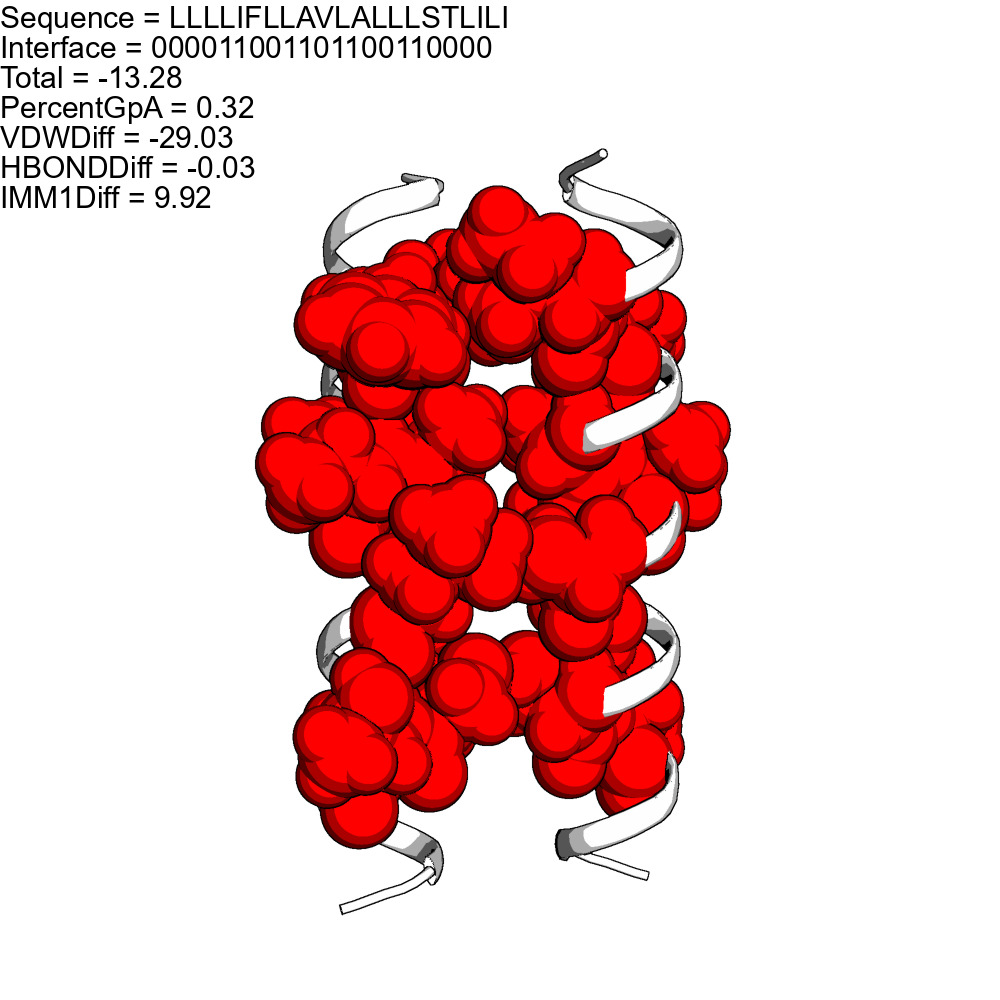 Sequence = LLLLIFLLAVLALLLSTLILI
Interface = 000011001101100110000
Total = -13.28
PercentGpA = 0.32
VDWDiff = -29.03
HBONDDiff = -0.03
IMM1Diff = 9.92